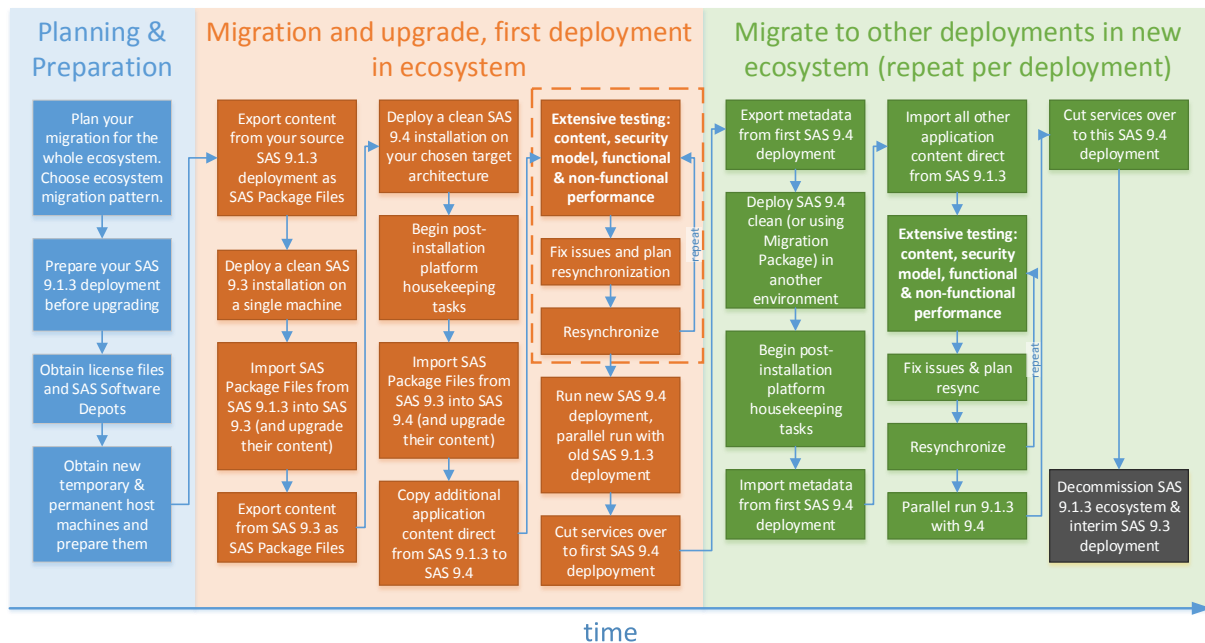 Planning &
Preparation
Plan your
migration for the
whole ecosystem.
Choose ecosystem
migration pattern.
Prepare your SAS
9.1.3 deployment
before upgrading
Obtain license files
and SAS Software
Depots
Obtain new
temporary &
permanent host
machines and
prepare them
Migration and upgrade, first deployment
in ecosystem
Export content
from your source
SAS 9.1.3
deployment as
SAS Package Files
Deploy a clean SAS
9.3 installation on
a single machine
Import SAS
Package Files from
SAS 9.1.3 into SAS
9.3 (and upgrade
their content)
Export content
from SAS 9.3 as
SAS Package Files
Deploy a clean SAS
9.4 installation on
your chosen target
architecture
Begin post-
installation
platform
housekeeping
tasks
Import SAS
Package Files from
SAS 9.3 into SAS
9.4 (and upgrade
their content)
Copy additional
application
content direct
from SAS 9.1.3 to
SAS 9.4
Extensive testing:
content, security
model, functional
& non-functional
performance
Fix issues and plan
resynchronization
Resynchronize
repeat
Run new SAS 9.4
deployment,
parallel run with
old SAS 9.1.3
deployment
Cut services over
to first SAS 9.4
deplpoyment
Migrate to other deployments in new
ecosystem (repeat per deployment)
Export metadata
from first SAS 9.4
deployment
Deploy SAS 9.4
clean (or using
Migration
Package) in
another
environment
Begin post-
installation
platform
housekeeping
tasks
Import metadata
from first SAS 9.4
deployment
Import all other
application
content direct
from SAS 9.1.3
Extensive testing:
content, security
model, functional
& non-functional
performance
Fix issues & plan
resync
Resynchronize
repeat
Parallel run 9.1.3
with 9.4
Cut services over
to this SAS 9.4
deployment
Decommission SAS
9.1.3 ecosystem &
interim SAS 9.3
deployment
time